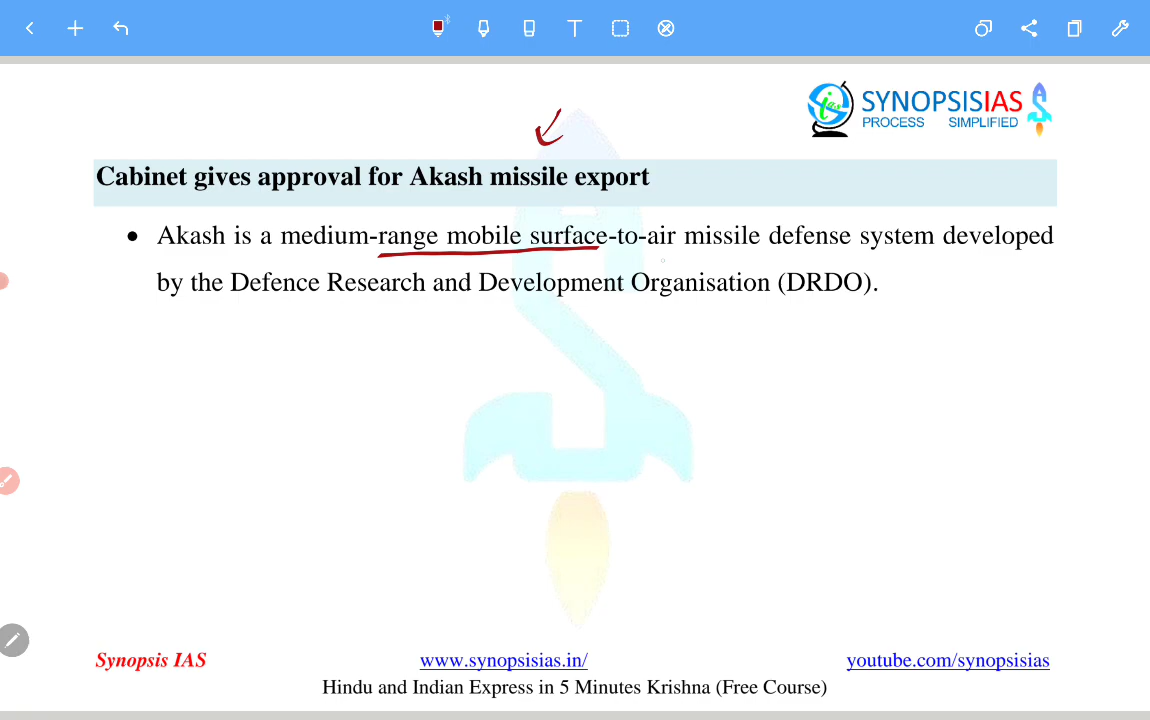 SYNOPSISIAS
PROCESS SIMPLIFIED
Cabinet gives approval for Akash missile export
• Akash is a medium-range mobile surface-to-air missile defense system developed
by the Defence Research and Development Organisation (DRDO).
Synopsis IAS www.synopsisias.in/ youtube.com/synopsisias
Hindu and Indian Express in 5 Minutes Krishna (Free Course)